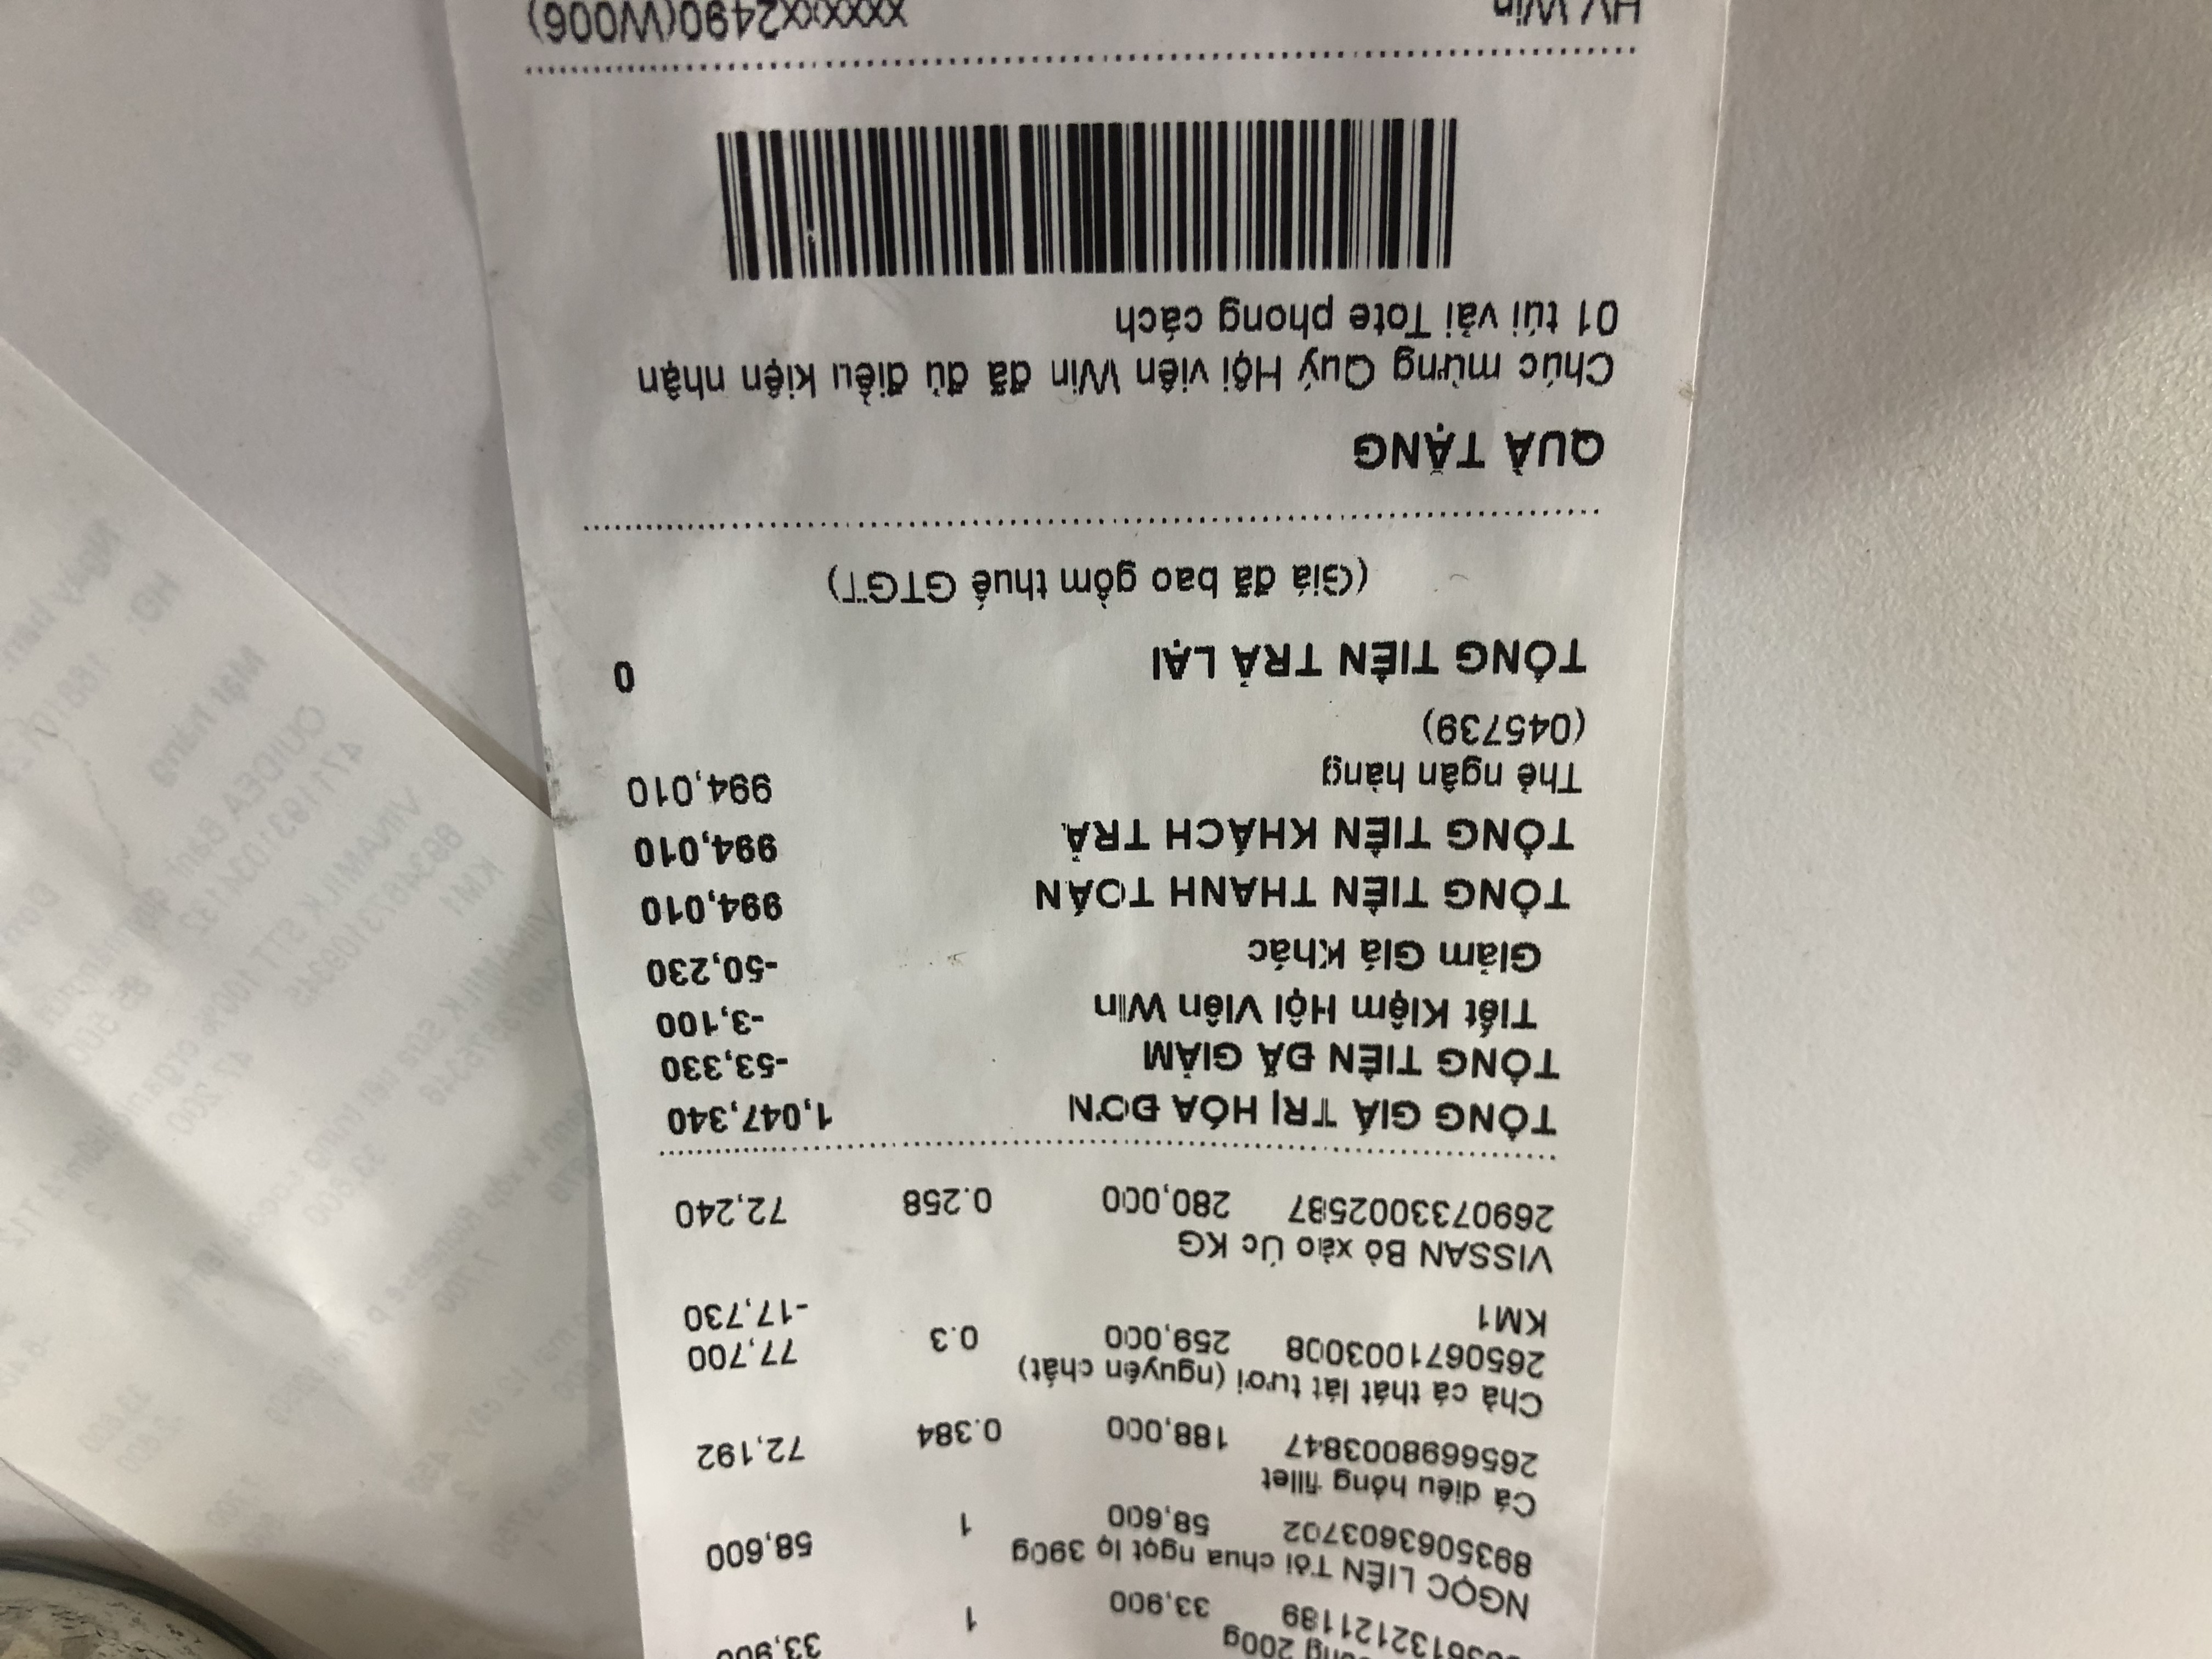 200g
132121189 33,900 1 33,900
NGỌC LIÊN Tỏi chua ngọt lọ 390g
8935063603702 58,600 1 58,600
Cá diêu hồng fillet
2656698003847 188,000 0.384 72,192
Chả cá thát lát tươi (nguyên chất)
2650671003008 259,000 0.3 77,700
KM1 -17,730
VISSAN Bò xào Úc KG
2690733002587 280,000 0.258 72,240
TỔNG GIÁ TRỊ HÓA ĐƠN 1,047,340
TỔNG TIỀN ĐÃ GIẢM -53,330
Tiết Kiệm Hội Viên Win -3,100
Giảm Giá Khác -50,230
TỔNG TIỀN THANH TOÁN 994,010
TỔNG TIỀN KHÁCH TRẢ 994,010
Thẻ ngân hàng 994,010
(045739)
TỔNG TIỀN TRẢ LẠI 0
(Giá đã bao gồm thuế GTGT)
QUÀ TẶNG
Chúc mừng Quý Hội viên Win đã đủ điều kiện nhận
01 túi vải Tote phong cách
HV Win xxxxxx2490(W006)